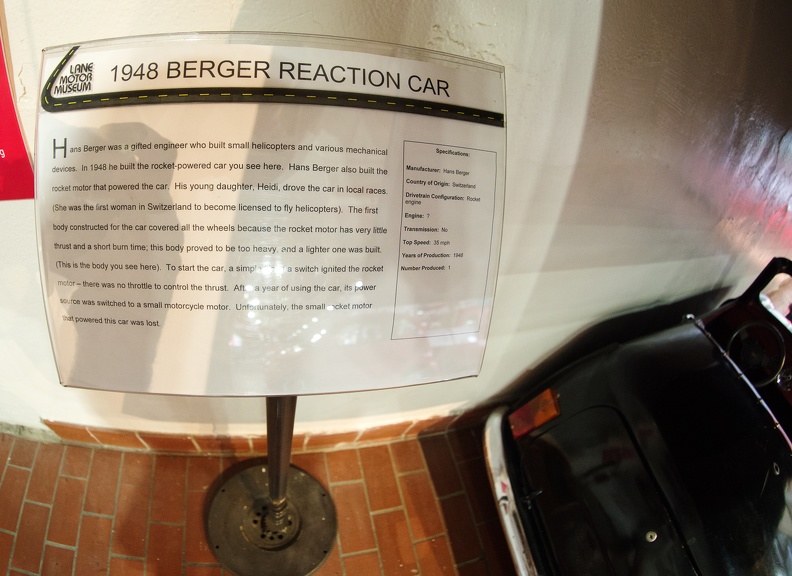 LANE
MOTOR
MUSEUM
1948 BERGER REACTION CAR
Hans Berger was a gifted engineer who built small helicopters and various mechanical
devices. In 1948 he built the rocket-powered car you see here. Hans Berger also built the
rocket motor that powered the car. His young daughter, Heidi, drove the car in local races.
(She was the first woman in Switzerland to become licensed to fly helicopters). The first
body constructed for the car covered all the wheels because the rocket motor has very little
thrust and a short burn time; this body proved to be too heavy, and a lighter one was built.
(This is the body you see here). To start the car, a a switch ignited the rocket
motor – there was no throttle to control the thrust. After a year of using the car, its power
source was switched to a small motorcycle motor. Unfortunately, the small rocket motor
that powered this car was lost.
Specifications:
Manufacturer: Hans Berger
Country of Origin: Switzerland
Drivetrain Configuration: Rocket
engine
Engine: ?
Transmission: No
Top Speed: 35 mph
Years of Production: 1948
Number Produced: 1